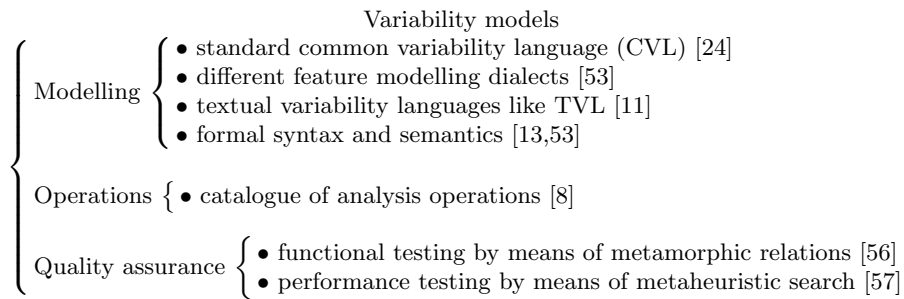 Variability models
Modelling
• standard common variability language (CVL) [24]
• different feature modelling dialects [53]
• textual variability languages like TVL [11]
• formal syntax and semantics [13,53]
Operations • catalogue of analysis operations [8]
Quality assurance
• functional testing by means of metamorphic relations [56]
• performance testing by means of metaheuristic search [57]